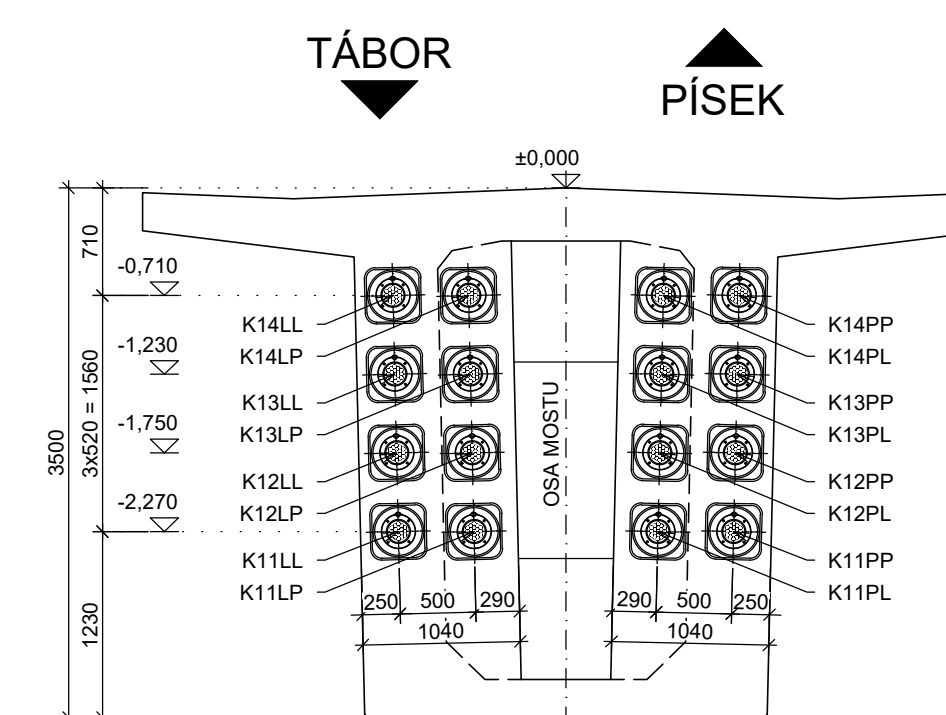 TÁBOR
PÍSEK
±0,000
710
-0,710
K14LL
K14PP
K14LP
K14PL
-1,230
K13LL
K13PP
K13LP
K13PL
3x520 = 1560
3500
OSA MOSTU
-1,750
K12LL
K12PP
K12LP
K12PL
-2,270
K11LL
K11PP
K11LP
K11PL
1230
250 500 290 290 500 250
1040 1040